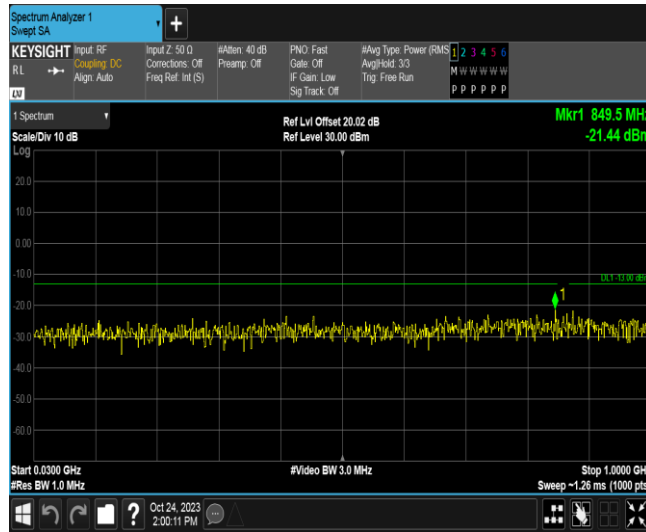 Spectrum Analyzer 1
Swept SA
+
KEYSIGHT
RL
LXI
Input: RF
Coupling: DC
Align: Auto
Input Z: 50 Ω
Corrections: Off
Freq Ref: Int (S)
#Atten: 40 dB
Preamp: Off
PNO: Fast
Gate: Off
IF Gain: Low
Sig Track: Off
#Avg Type: Power (RMS
Avg|Hold: 3/3
Trig: Free Run
1 2 3 4 5 6
M W W W W W
P P P P P P
1 Spectrum
Scale/Div 10 dB
Log
Ref Lvl Offset 20.02 dB
Ref Level 30.00 dBm
Mkr1 849.5 MHz
-21.44 dBm
20.0
10.0
0.00
-10.0
-20.0
-30.0
-40.0
-50.0
-60.0
DL1 -13.00 dBm
1
Start 0.0300 GHz
#Res BW 1.0 MHz
#Video BW 3.0 MHz
Stop 1.0000 GH
Sweep ~1.26 ms (1000 pts
?
Oct 24, 2023
2:00:11 PM